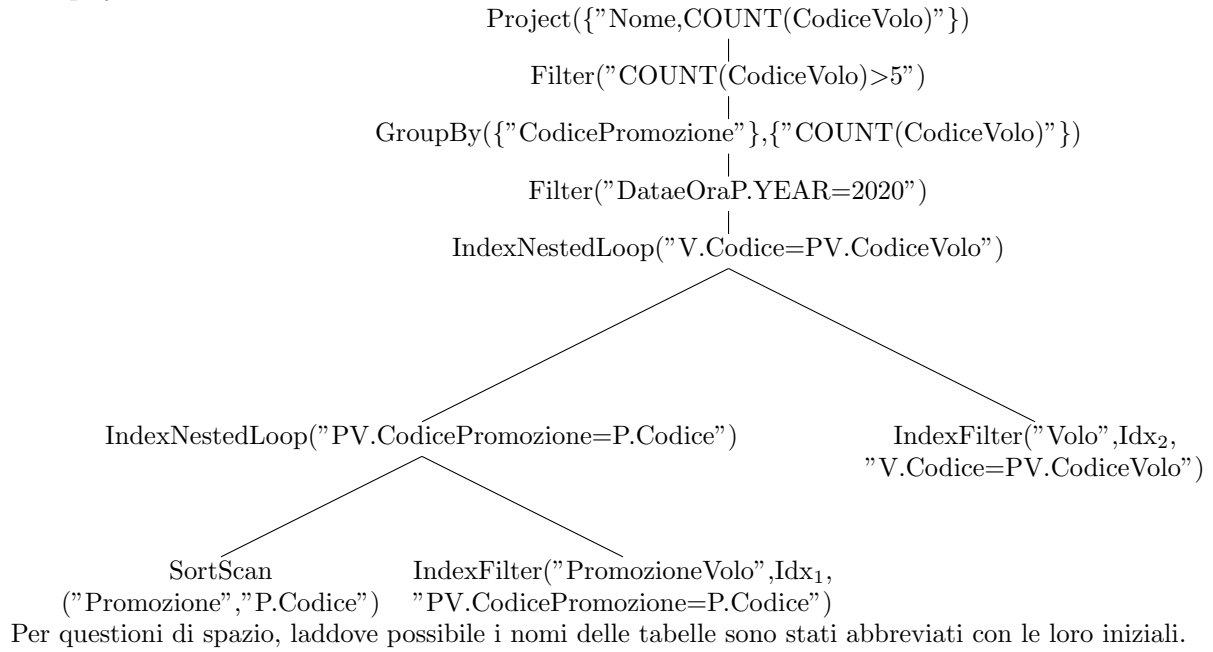 Project({”Nome,COUNT(CodiceVolo)”})
Filter(”COUNT(CodiceVolo)>5”)
GroupBy({”CodicePromozione”},{”COUNT(CodiceVolo)”})
Filter(”DataeOraP.YEAR=2020”)
IndexNestedLoop(”V.Codice=PV.CodiceVolo”)
IndexNestedLoop(”PV.CodicePromozione=P.Codice”)
IndexFilter(”Volo”,Idx₂,
”V.Codice=PV.CodiceVolo”)
SortScan
(”Promozione”,”P.Codice”)
IndexFilter(”PromozioneVolo”,Idx₁,
”PV.CodicePromozione=P.Codice”)
Per questioni di spazio, laddove possibile i nomi delle tabelle sono stati abbreviati con le loro iniziali.